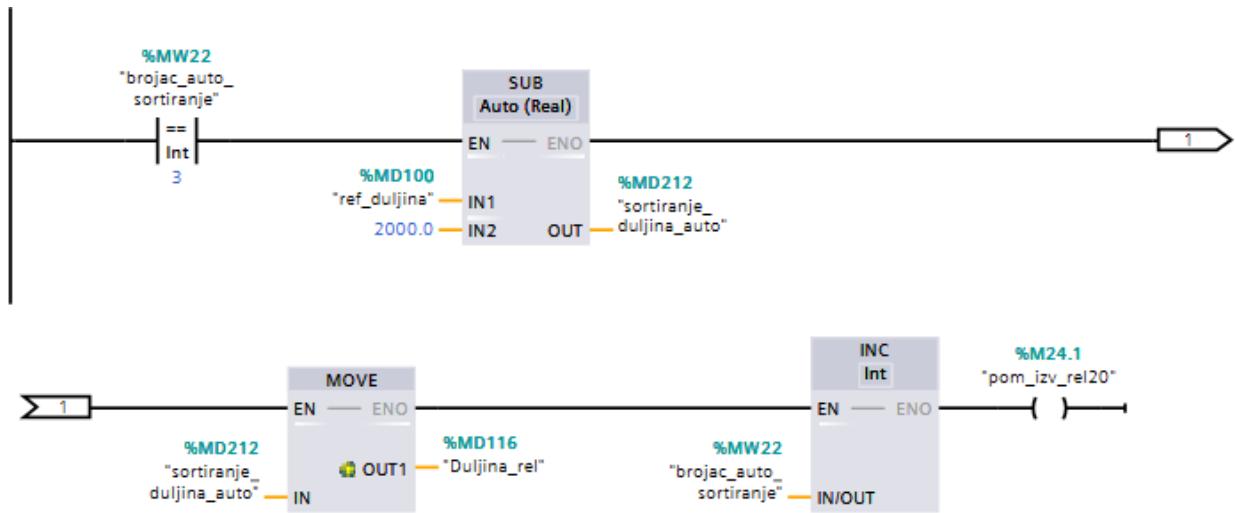 %MW22
"brojac_auto_
sortiranje"
==
Int
3
SUB
Auto (Real)
EN
ENO
%MD100
"ref_duljina"
IN1
2000.0
IN2
OUT
%MD212
"sortiranje_
duljina_auto"
1
1
MOVE
EN
ENO
%MD212
"sortiranje_
duljina_auto"
IN
OUT1
%MD116
"Duljina_rel"
INC
Int
EN
ENO
%MW22
"brojac_auto_
sortiranje"
IN/OUT
%M24.1
"pom_izv_rel20"